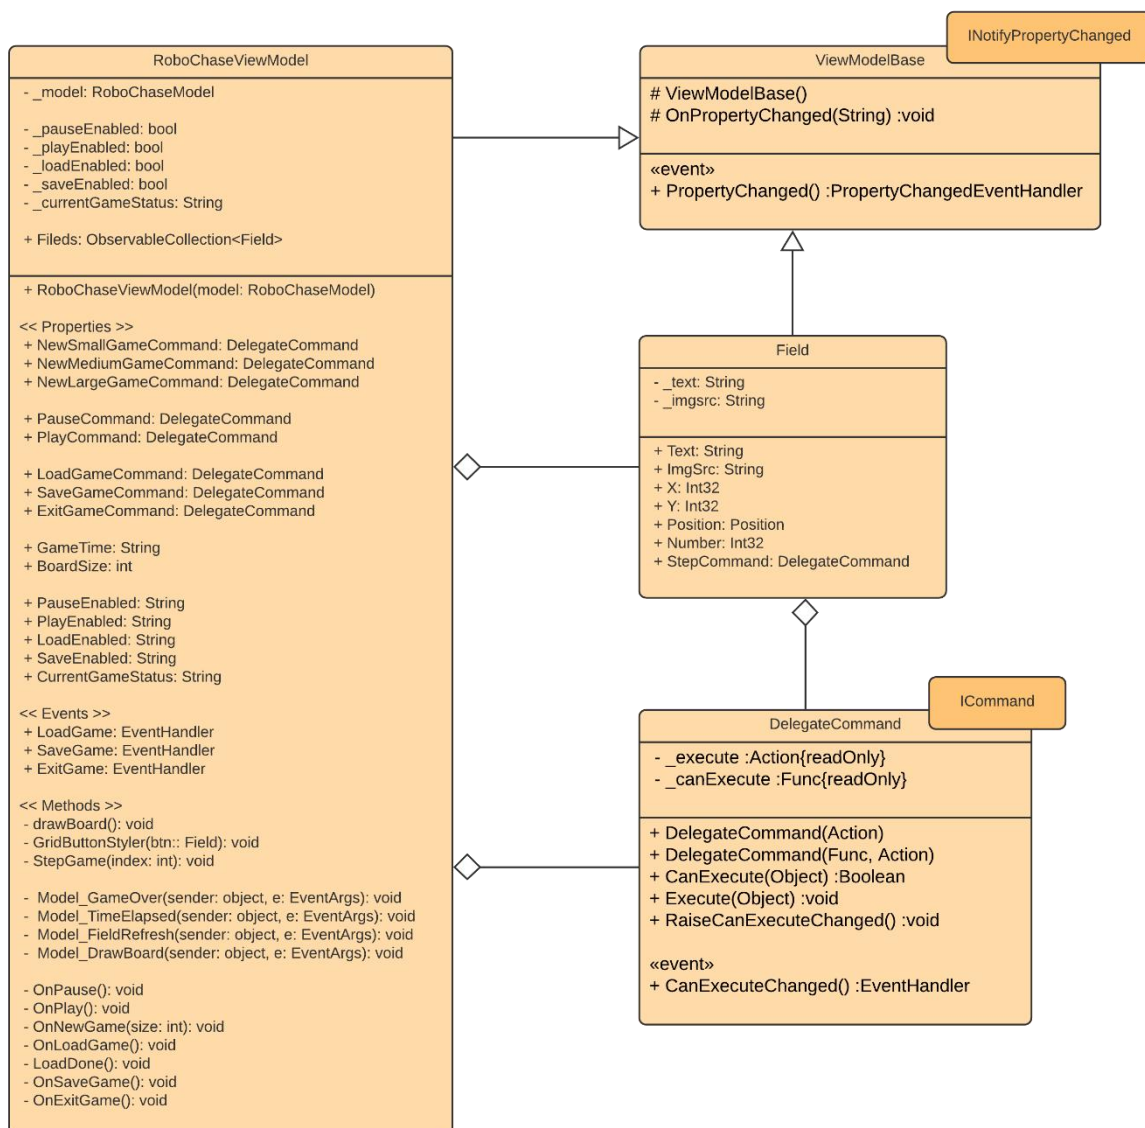 RoboChaseViewModel
- _model: RoboChaseModel
- _pauseEnabled: bool
- _playEnabled: bool
- _loadEnabled: bool
- _saveEnabled: bool
- _currentGameStatus: String
+ Fileds: ObservableCollection<Field>
+ RoboChaseViewModel(model: RoboChaseModel)
<< Properties >>
+ NewSmallGameCommand: DelegateCommand
+ NewMediumGameCommand: DelegateCommand
+ NewLargeGameCommand: DelegateCommand
+ PauseCommand: DelegateCommand
+ PlayCommand: DelegateCommand
+ LoadGameCommand: DelegateCommand
+ SaveGameCommand: DelegateCommand
+ ExitGameCommand: DelegateCommand
+ GameTime: String
+ BoardSize: int
+ PauseEnabled: String
+ PlayEnabled: String
+ LoadEnabled: String
+ SaveEnabled: String
+ CurrentGameStatus: String
<< Events >>
+ LoadGame: EventHandler
+ SaveGame: EventHandler
+ ExitGame: EventHandler
<< Methods >>
- drawBoard(): void
- GridButtonStyler(btn:: Field): void
- StepGame(index: int): void
- Model_GameOver(sender: object, e: EventArgs): void
- Model_TimeElapsed(sender: object, e: EventArgs): void
- Model_FieldRefresh(sender: object, e: EventArgs): void
- Model_DrawBoard(sender: object, e: EventArgs): void
- OnPause(): void
- OnPlay(): void
- OnNewGame(size: int): void
- OnLoadGame(): void
- LoadDone(): void
- OnSaveGame(): void
- OnExitGame(): void
INotifyPropertyChanged
ViewModelBase
# ViewModelBase()
# OnPropertyChanged(String) :void
«event»
+ PropertyChanged() :PropertyChangedEventHandler
Field
- _text: String
- _imgsrc: String
+ Text: String
+ ImgSrc: String
+ X: Int32
+ Y: Int32
+ Position: Position
+ Number: Int32
+ StepCommand: DelegateCommand
ICommand
DelegateCommand
- _execute :Action{readOnly}
- _canExecute :Func{readOnly}
+ DelegateCommand(Action)
+ DelegateCommand(Func, Action)
+ CanExecute(Object) :Boolean
+ Execute(Object) :void
+ RaiseCanExecuteChanged() :void
«event»
+ CanExecuteChanged() :EventHandler